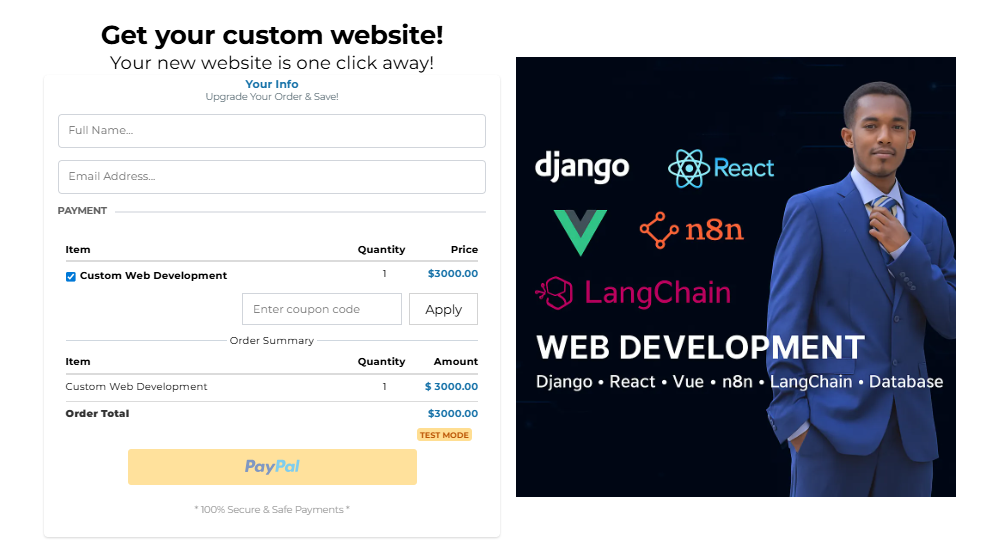 Get your custom website!
Your new website is one click away!
Your Info
Upgrade Your Order & Save!
Full Name...
Email Address...
PAYMENT
Item Quantity Price
Custom Web Development 1 $3000.00
Enter coupon code Apply
Order Summary
Item Quantity Amount
Custom Web Development 1 $ 3000.00
Order Total $3000.00
TEST MODE
PayPal
* 100% Secure & Safe Payments *
django React
n8n
LangChain
WEB DEVELOPMENT
Django • React • Vue • n8n • LangChain • Database